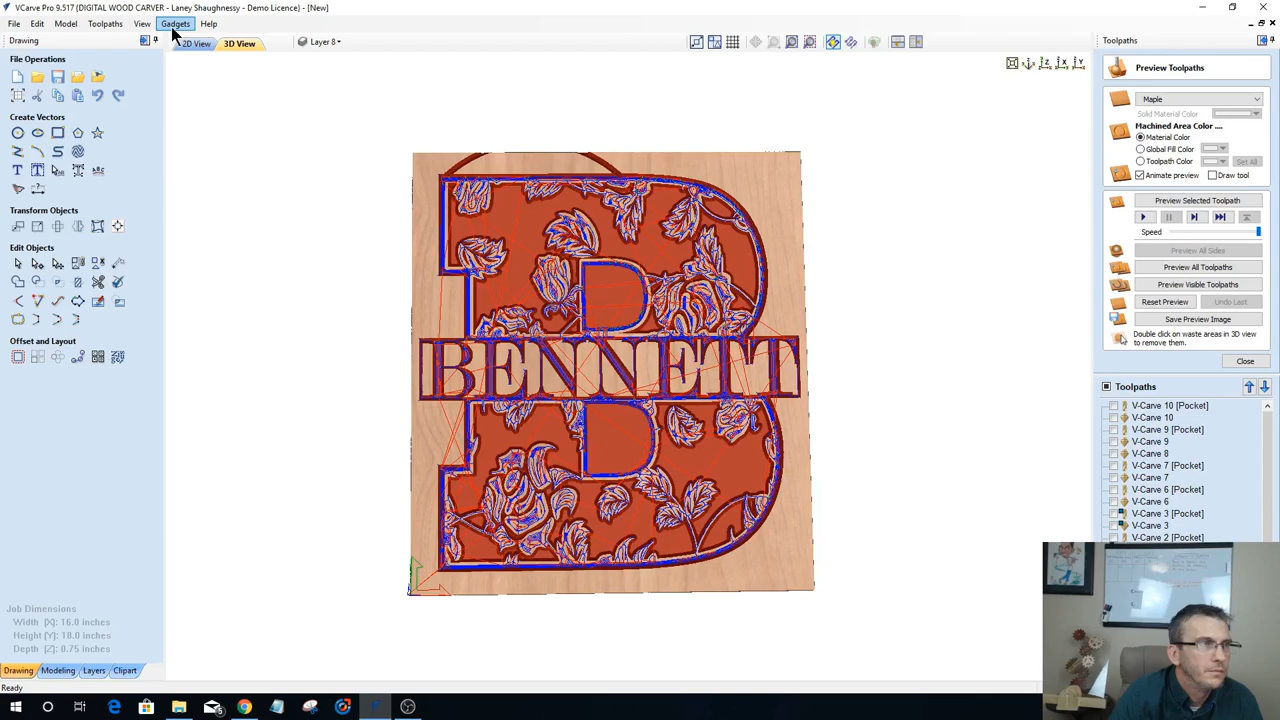 VCarve Pro 9.517 {DIGITAL WOOD CARVER - Laney Shaughnessy - Demo Licence} - [New]
File Edit Model Toolpaths View Gadgets Help
Drawing
2D View 3D View Layer 8
File Operations
Create Vectors
Transform Objects
Edit Objects
Offset and Layout
Job Dimensions
Width (X): 16.0 inches
Height (Y): 18.0 inches
Depth (Z): 0.75 inches
Drawing Modeling Layers Clipart
Ready
BENNETT
Toolpaths
Preview Toolpaths
Maple
Solid Material Color
Machined Area Color ....
Material Color
Global Fill Color
Toolpath Color Set All
Animate preview Draw tool
Preview Selected Toolpath
Speed
Preview All Sides
Preview All Toolpaths
Preview Visible Toolpaths
Reset Preview Undo Last
Save Preview Image
Double click on waste areas in 3D view
to remove them.
Close
Toolpaths
V-Carve 10 [Pocket]
V-Carve 10
V-Carve 9 [Pocket]
V-Carve 9
V-Carve 8
V-Carve 7 [Pocket]
V-Carve 7
V-Carve 6 [Pocket]
V-Carve 6
V-Carve 3 [Pocket]
V-Carve 3
V-Carve 2 [Pocket]